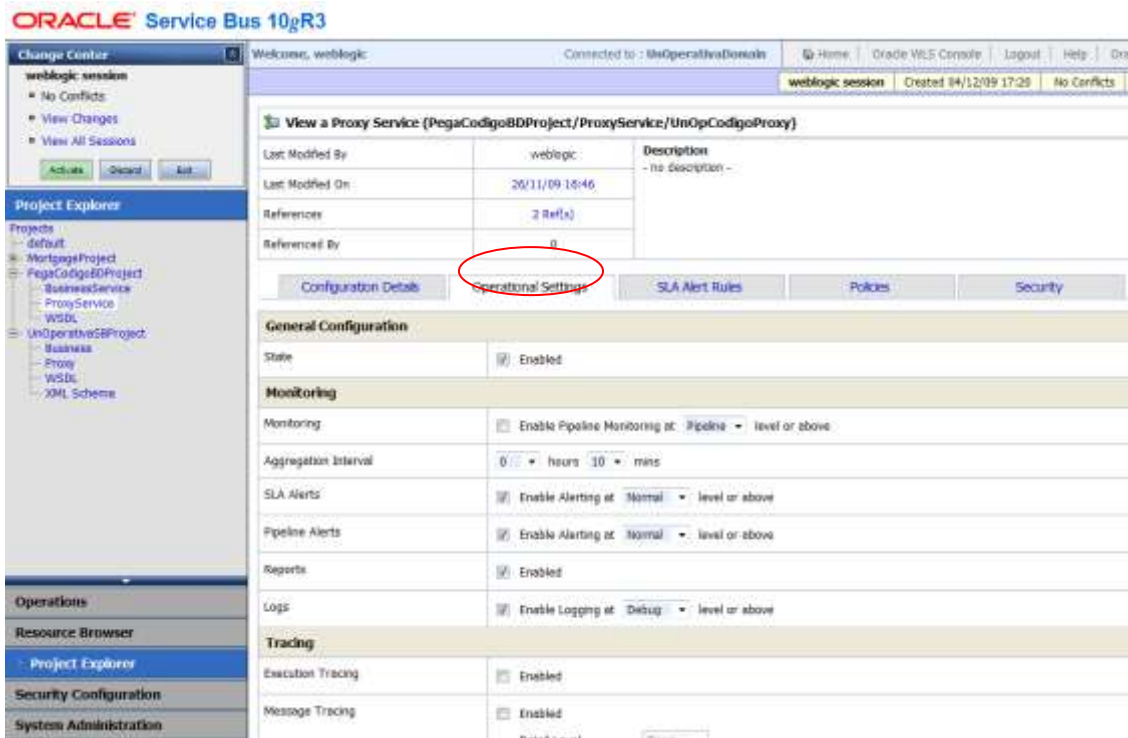 ORACLE Service Bus 10gR3
Change Center
weblogic session
No Conflicts
View Changes
View All Sessions
Activate Discard Exit
Project Explorer
Projects
default
MortgageProject
PegaCodigoBDProject
BusinessService
ProxyService
WSDL
UnOperativaSBProject
Business
Proxy
WSDL
XML Scheme
Operations
Resource Browser
Project Explorer
Security Configuration
System Administration
Welcome, weblogic Connected to : UnOperativaDomain Home Oracle WLS Console Logout Help
weblogic session Created 04/12/09 17:20 No Conflicts
View a Proxy Service (PegaCodigoBDProject/ProxyService/UnOpCodigoProxy)
Last Modified By weblogic Description
- no description -
Last Modified On 26/11/09 18:46
References 2 Ref(s)
Referenced By 0
Configuration Details Operational Settings SLA Alert Rules Policies Security
General Configuration
State Enabled
Monitoring
Monitoring Enable Pipeline Monitoring at Pipeline level or above
Aggregation Interval 0 hours 10 mins
SLA Alerts Enable Alerting at Normal level or above
Pipeline Alerts Enable Alerting at Normal level or above
Reports Enabled
Logs Enable Logging at Debug level or above
Tracing
Execution Tracing Enabled
Message Tracing Enabled